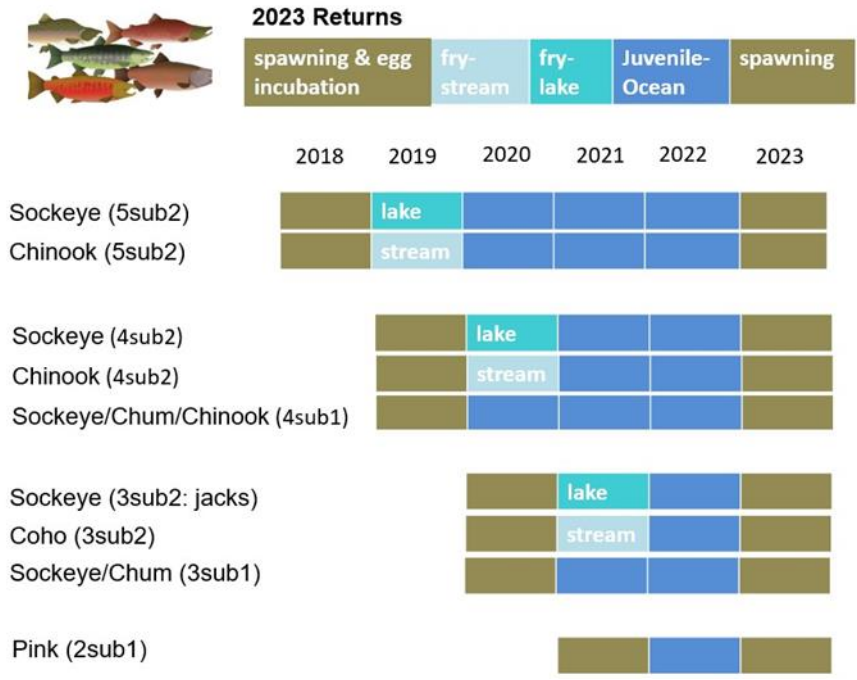 2023 Returns
spawning & egg incubation
fry-stream
fry-lake
Juvenile-Ocean
spawning
2018 2019 2020 2021 2022 2023
Sockeye (5sub2) lake
Chinook (5sub2) stream
Sockeye (4sub2) lake
Chinook (4sub2) stream
Sockeye/Chum/Chinook (4sub1)
Sockeye (3sub2: jacks) lake
Coho (3sub2) stream
Sockeye/Chum (3sub1)
Pink (2sub1)